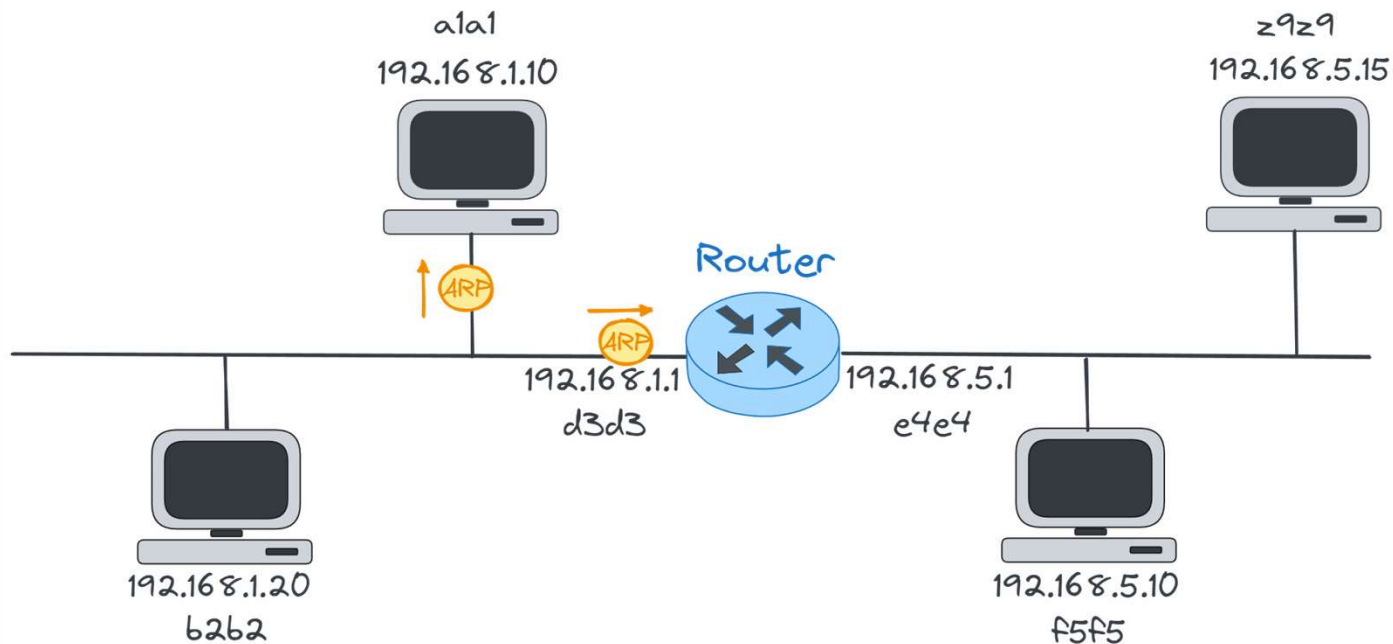 a1a1
192.168.1.10
z9z9
192.168.5.15
Router
ARP
ARP
192.168.1.1
d3d3
192.168.5.1
e4e4
192.168.1.20
b2b2
192.168.5.10
f5f5